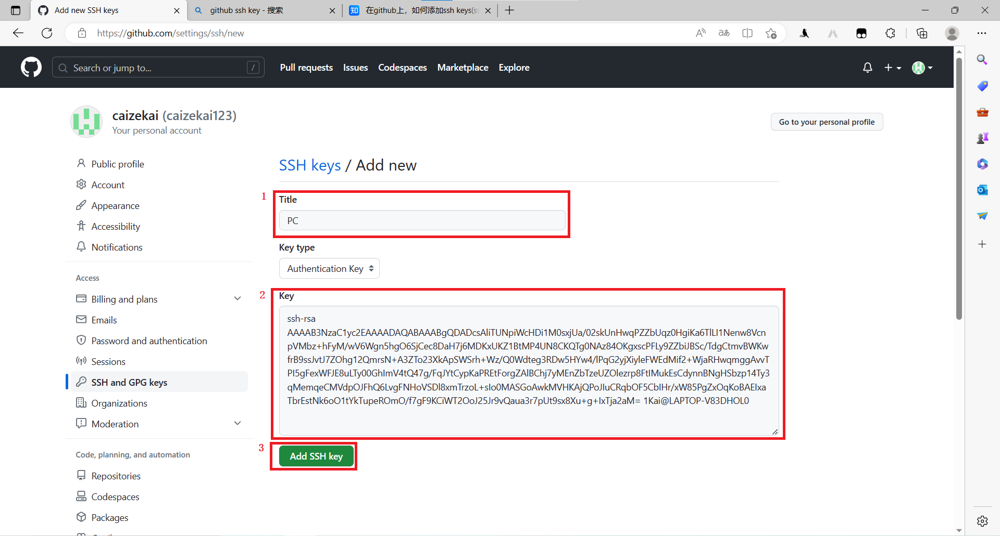 Add new SSH keys
github ssh key - 搜索
知
在github上，如何添加ssh keys(ss
https://github.com/settings/ssh/new
Search or jump to...
/
Pull requests
Issues
Codespaces
Marketplace
Explore
caizekai (caizekai123)
Your personal account
Go to your personal profile
Public profile
Account
Appearance
Accessibility
Notifications
Access
Billing and plans
Emails
Password and authentication
Sessions
SSH and GPG keys
Organizations
Moderation
Code, planning, and automation
Repositories
Codespaces
Packages
SSH keys / Add new
1
Title
PC
Key type
Authentication Key
2
Key
ssh-rsa
AAAAB3NzaC1yc2EAAAADAQABAAABgQDADcsAliTUNpiWcHDi1M0sxjUa/02skUnHwqPZZbUqz0HgiKa6TlLI1Nenw8Vcn
pVMbz+hFyM/wV6Wgn5hgO6SjCec8DaH7j6MDKxUKZ1BtMP4UN8CKQTg0NAz84OKgxscPFLy9ZZbiJBSc/TdgCtmvBWKw
frB9ssJvtJ7ZOhg12QmrsN+A3ZTo23XkApSWSrh+Wz/Q0Wdteg3RDw5HYw4/lPqG2yjXiyleFWEdMif2+WjaRHwqmggAvvT
PI5gFexWFJE8uLTy00GhImV4tQ47g/FqJYtCypKaPREtForgZAlBChj7yMEnZbTzeUZOlezrp8FtIMukEsCdynnBNgHSbzp14Ty3
qMemqeCMVdpOJFhQ6LvgFNHoVSDl8xmTrzoL+sIo0MASGoAwkMVHKAjQPoJIuCRqbOF5CbIHr/xW85PgZxOqKoBAEIxa
TbrEstNk6oO1tYkTupeROmO/f7gF9KCiWT2OoJ25Jr9vQaua3r7pUt9sx8Xu+g+IxTja2aM= 1Kai@LAPTOP-V83DHOL0
3
Add SSH key